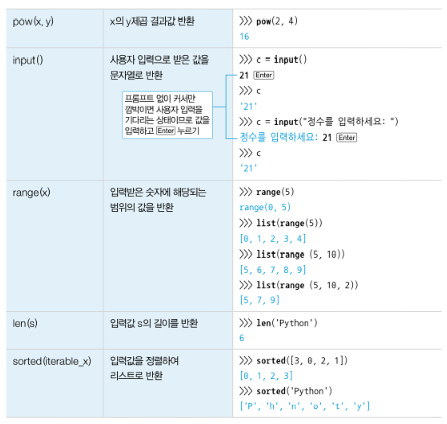 pow(x, y)
x의 y제곱 결과값 반환
>>> pow(2, 4)
16
input()
사용자 입력으로 받은 값을
문자열로 반환
프롬프트 없이 커서만
깜박이면 사용자 입력을
기다리는 상태이므로 값을
입력하고 Enter 누르기
>>> c = input()
21 Enter
>>> c
'21'
>>> c = input("정수를 입력하세요: ")
정수를 입력하세요: 21 Enter
>>> c
'21'
range(x)
입력받은 숫자에 해당되는
범위의 값을 반환
>>> range(5)
range(0, 5)
>>> list(range(5))
[0, 1, 2, 3, 4]
>>> list(range (5, 10))
[5, 6, 7, 8, 9]
>>> list(range (5, 10, 2))
[5, 7, 9]
len(s)
입력값 s의 길이를 반환
>>> len('Python')
6
sorted(iterable_x)
입력값을 정렬하여
리스트로 반환
>>> sorted([3, 0, 2, 1])
[0, 1, 2, 3]
>>> sorted('Python')
['P', 'h', 'n', 'o', 't', 'y']